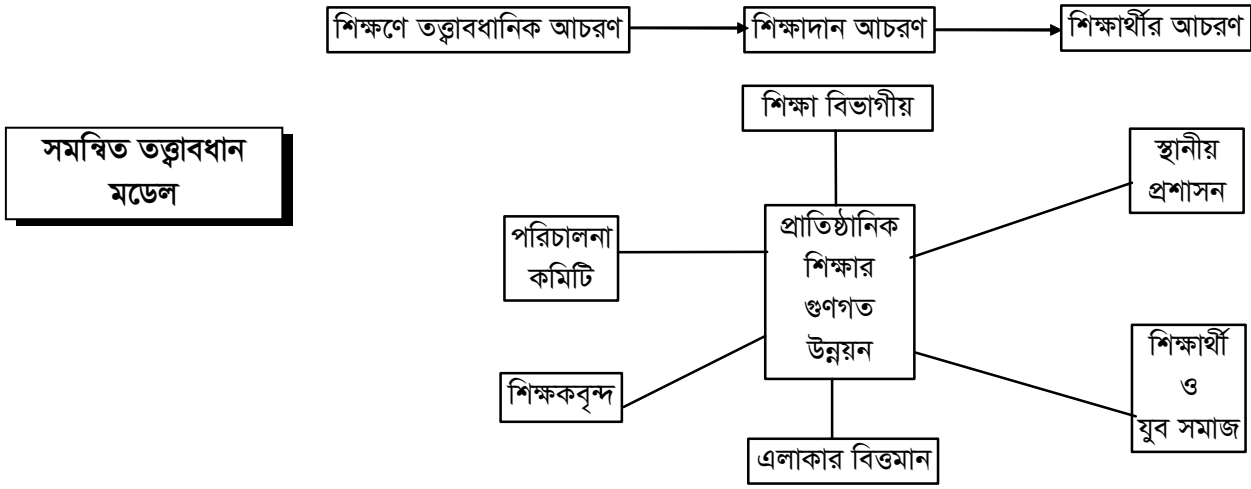 শিক্ষণে তত্ত্বাবধানিক আচরণ
শিক্ষাদান আচরণ
শিক্ষার্থীর আচরণ
শিক্ষা বিভাগীয়
সমন্বিত তত্ত্বাবধান
মডেল
স্থানীয়
প্রশাসন
পরিচালনা
কমিটি
প্রাতিষ্ঠানিক
শিক্ষার
গুণগত
উন্নয়ন
শিক্ষার্থী
ও
যুব সমাজ
শিক্ষকবৃন্দ
এলাকার বিত্তমান